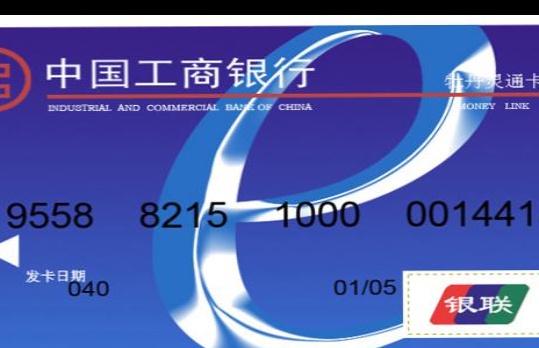 中国工商银行
INDUSTRIAL AND COMMERCIAL BANK OF CHINA
牡丹灵通卡
MONEY LINK
9558 8215 1000 001441
发卡日期
040 01/05
银联